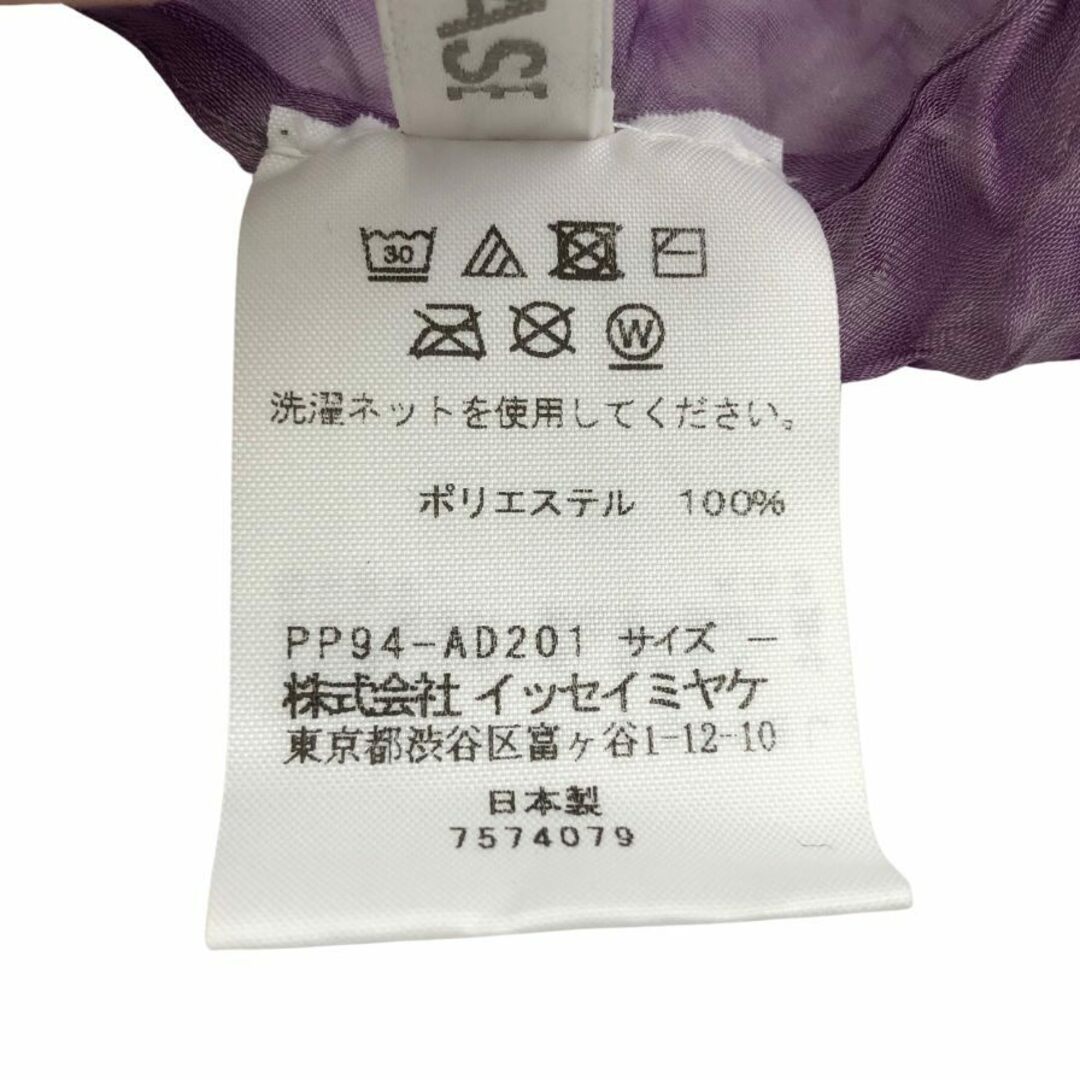 30
W
洗濯ネットを使用してください。
ポリエステル 100%
PP94-AD201 サイズ ー
株式会社 イッセイミヤケ
東京都渋谷区富ヶ谷1-12-10
日本製
7574079